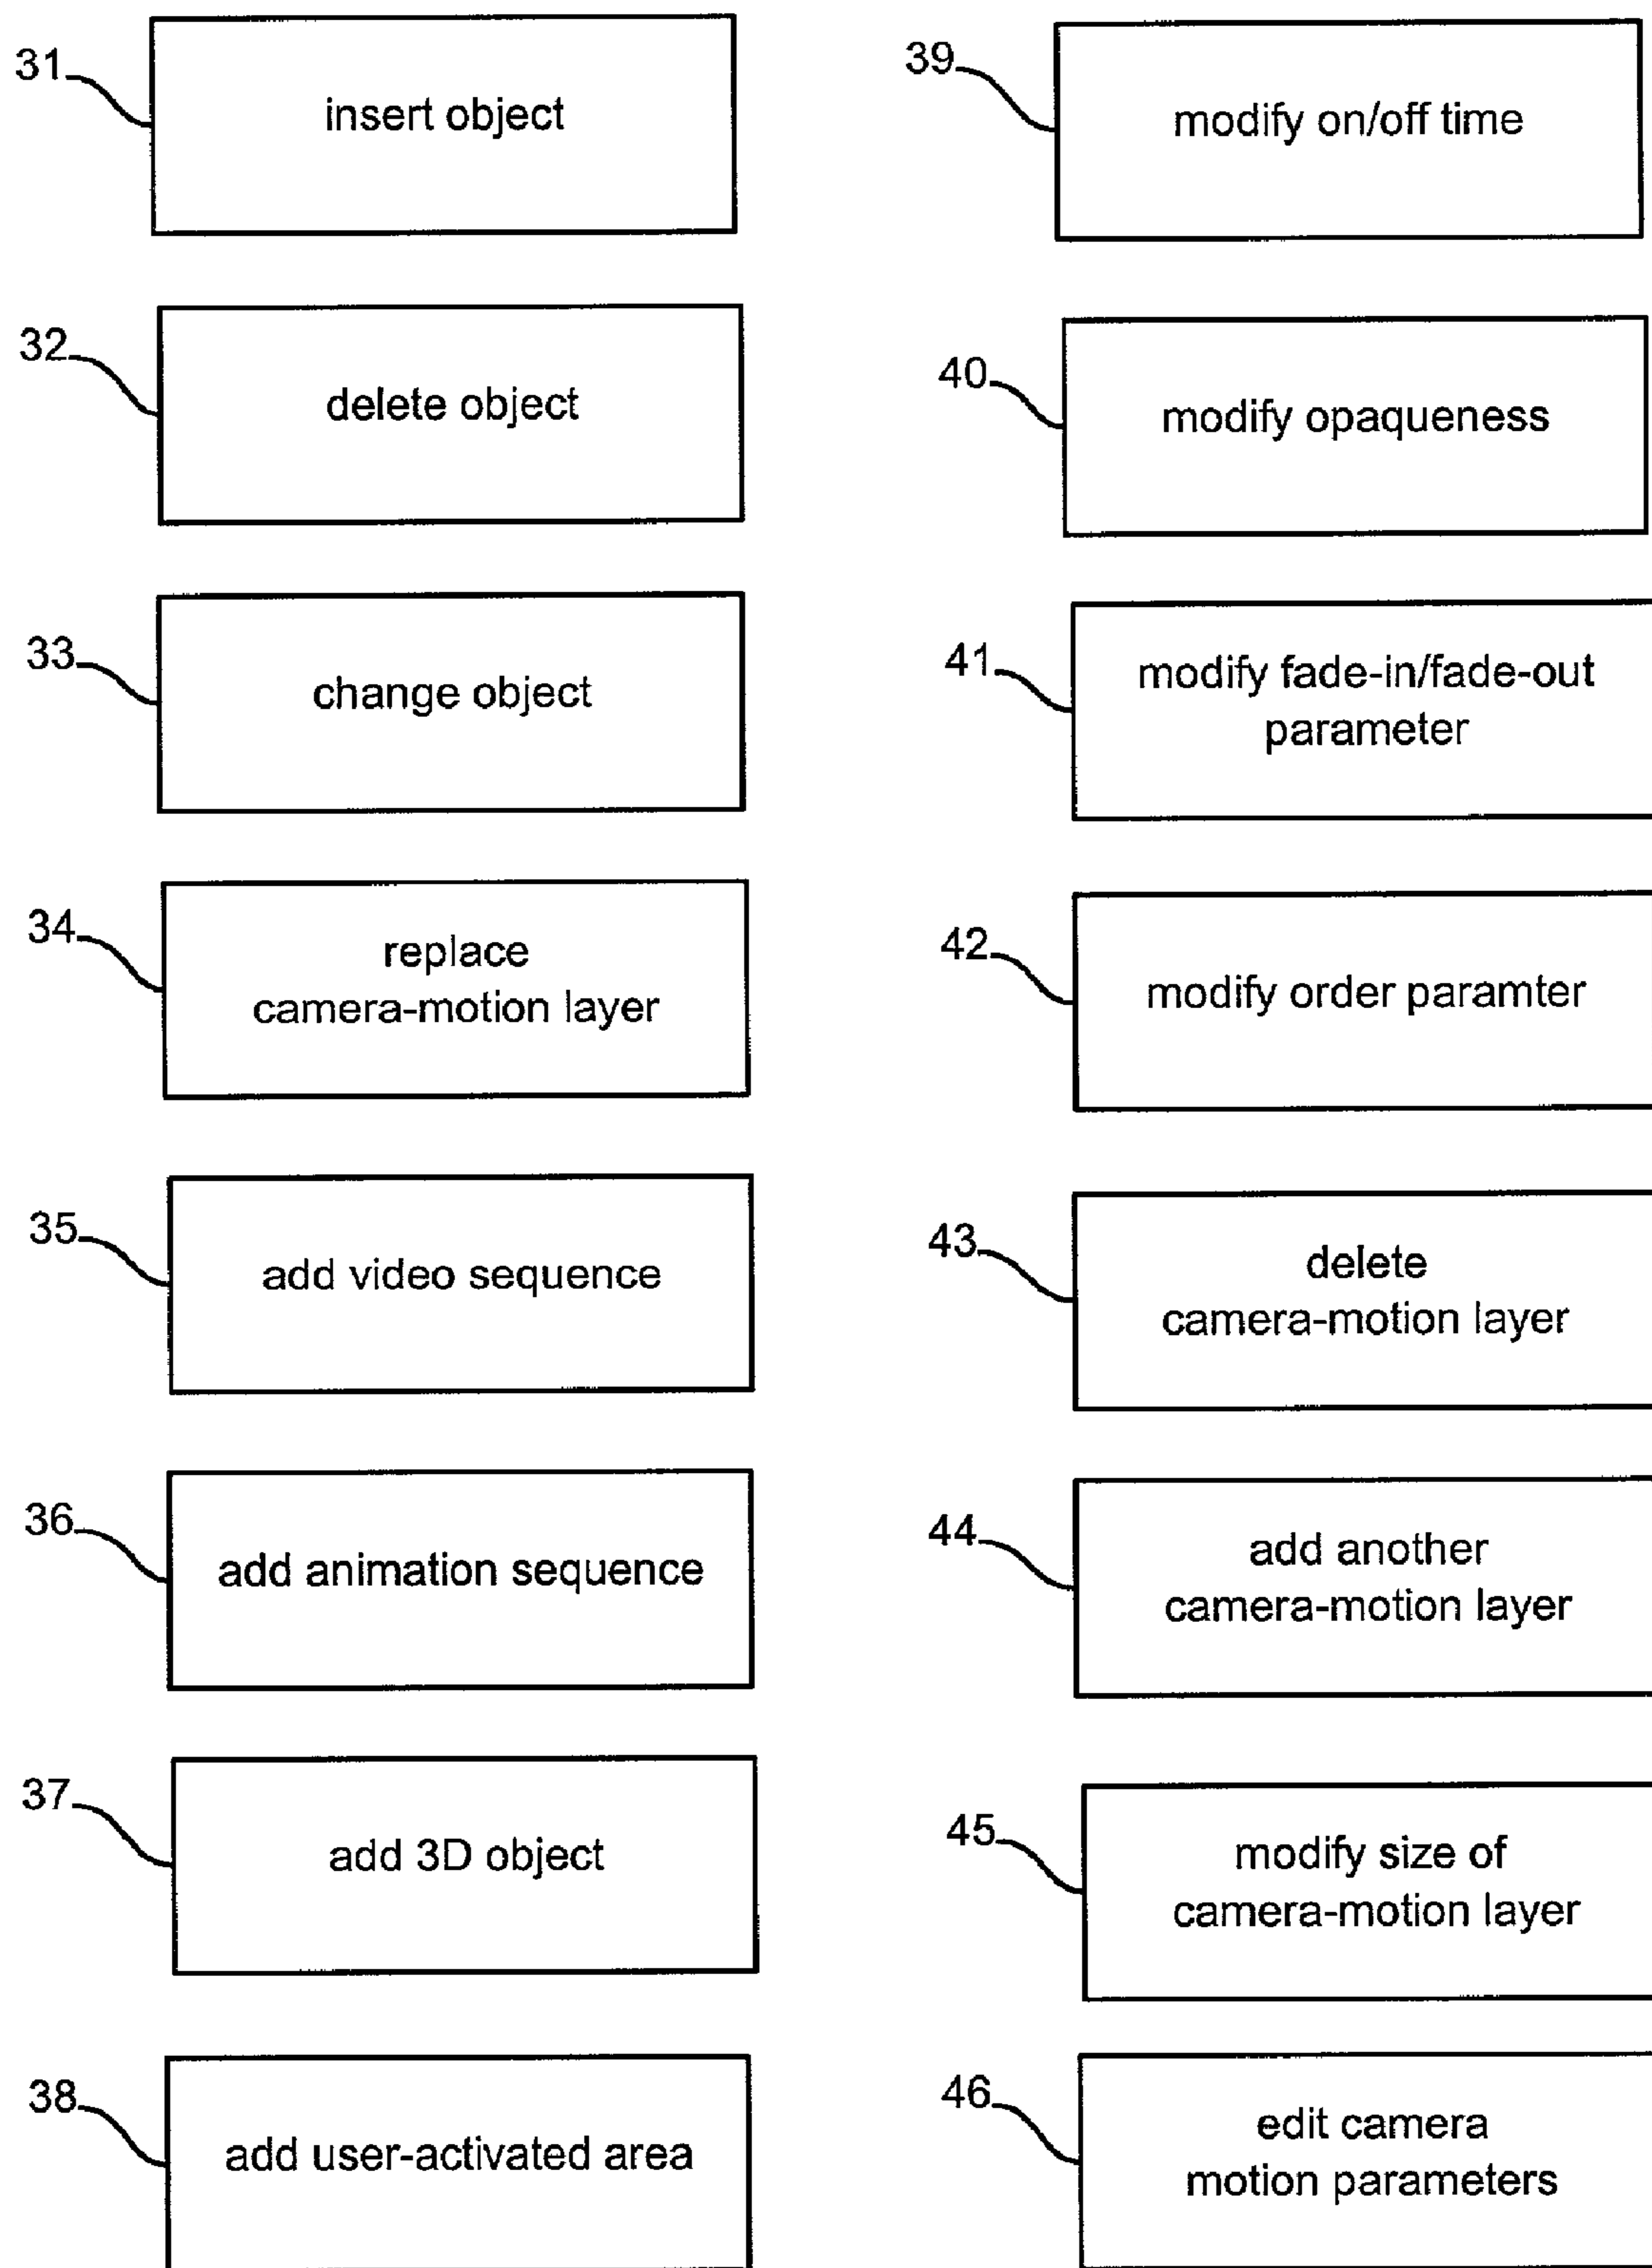 31
insert object
32
delete object
33
change object
34
replace
camera-motion layer
35
add video sequence
36
add animation sequence
37
add 3D object
38
add user-activated area
39
modify on/off time
40
modify opaqueness
41
modify fade-in/fade-out
parameter
42
modify order paramter
43
delete
camera-motion layer
44
add another
camera-motion layer
45
modify size of
camera-motion layer
46
edit camera
motion parameters